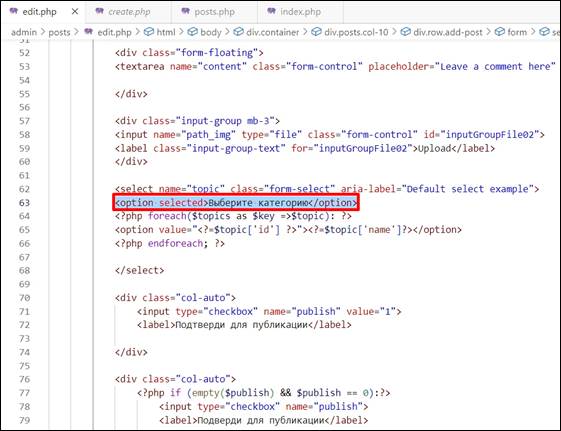 edit.php create.php posts.php index.php
admin > posts > edit.php > html > body > div.container > div.posts.col-10 > div.row.add-post > form > se
51
52 <div class="form-floating">
53 <textarea name="content" class="form-control" placeholder="Leave a comment here"
54
55 </div>
56
57 <div class="input-group mb-3">
58 <input name="path_img" type="file" class="form-control" id="inputGroupFile02">
59 <label class="input-group-text" for="inputGroupFile02">Upload</label>
60 </div>
61
62 <select name="topic" class="form-select" aria-label="Default select example">
63 <option selected>Выберите категорию</option>
64 <?php foreach($topics as $key =>$topic): ?>
65 <option value="<?=$topic['id'] ?>"><?=$topic['name']?></option>
66 <?php endforeach; ?>
67
68 </select>
69
70 <div class="col-auto">
71 <input type="checkbox" name="publish" value="1">
72 <label>Подтверди для публикации</label>
73
74 </div>
75
76 <div class="col-auto">
77 <?php if (empty($publish) && $publish == 0):?>
78 <input type="checkbox" name="publish">
79 <label>Подверди для публикации</label>